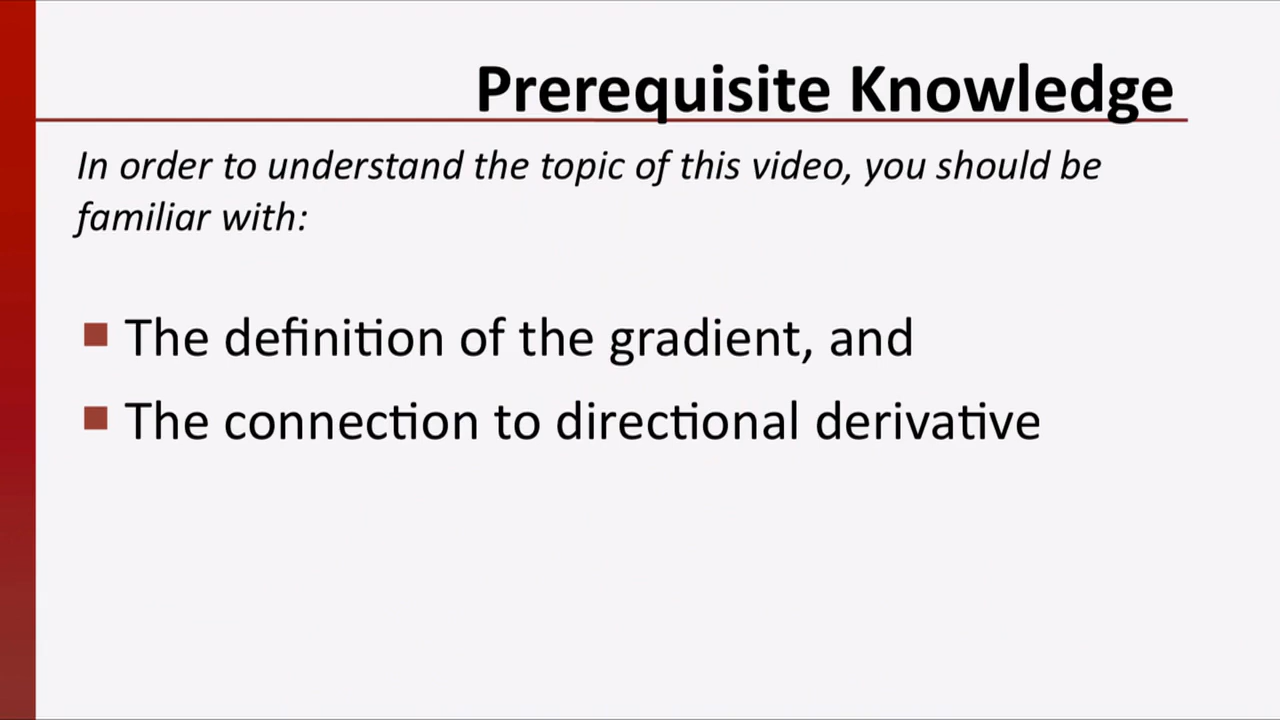 Prerequisite Knowledge
In order to understand the topic of this video, you should be
familiar with:
The definition of the gradient, and
The connection to directional derivative